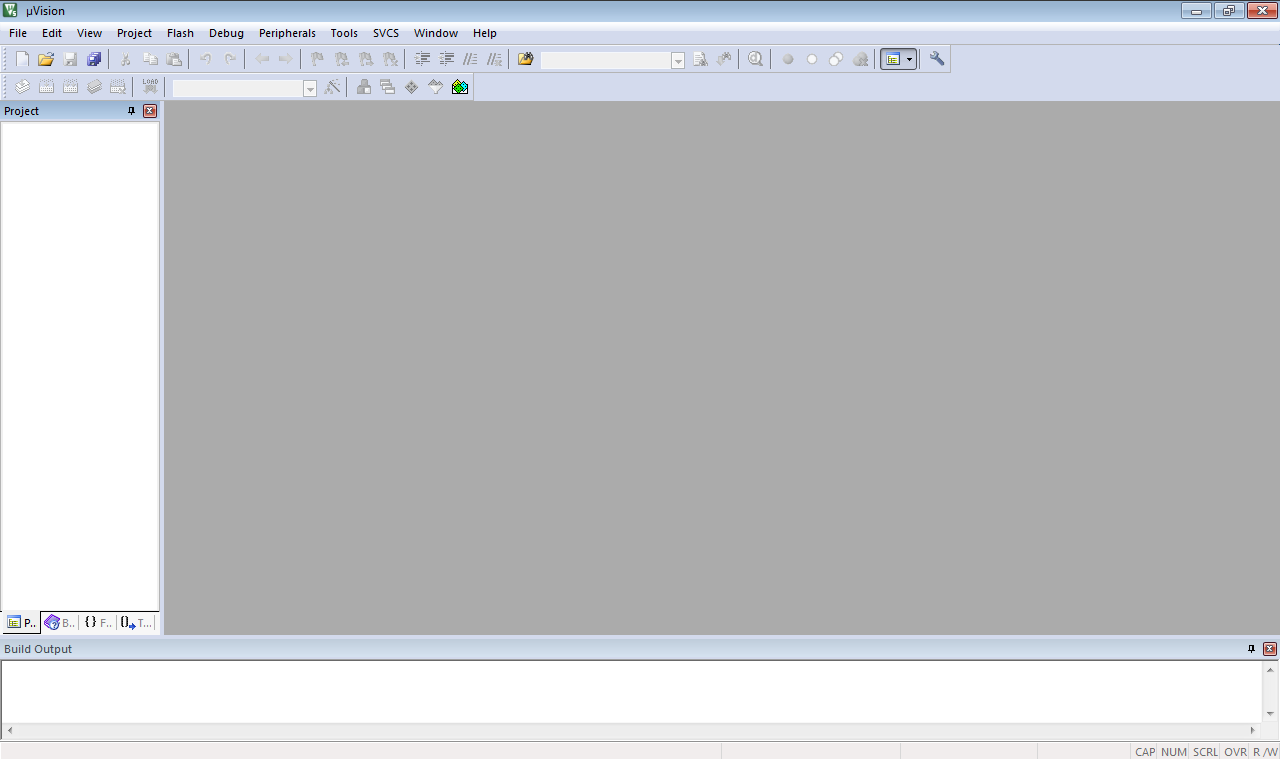 µVision
File Edit View Project Flash Debug Peripherals Tools SVCS Window Help
LOAD
Project
P.. B.. {} F.. () T...
Build Output
CAP NUM SCRL OVR R /W